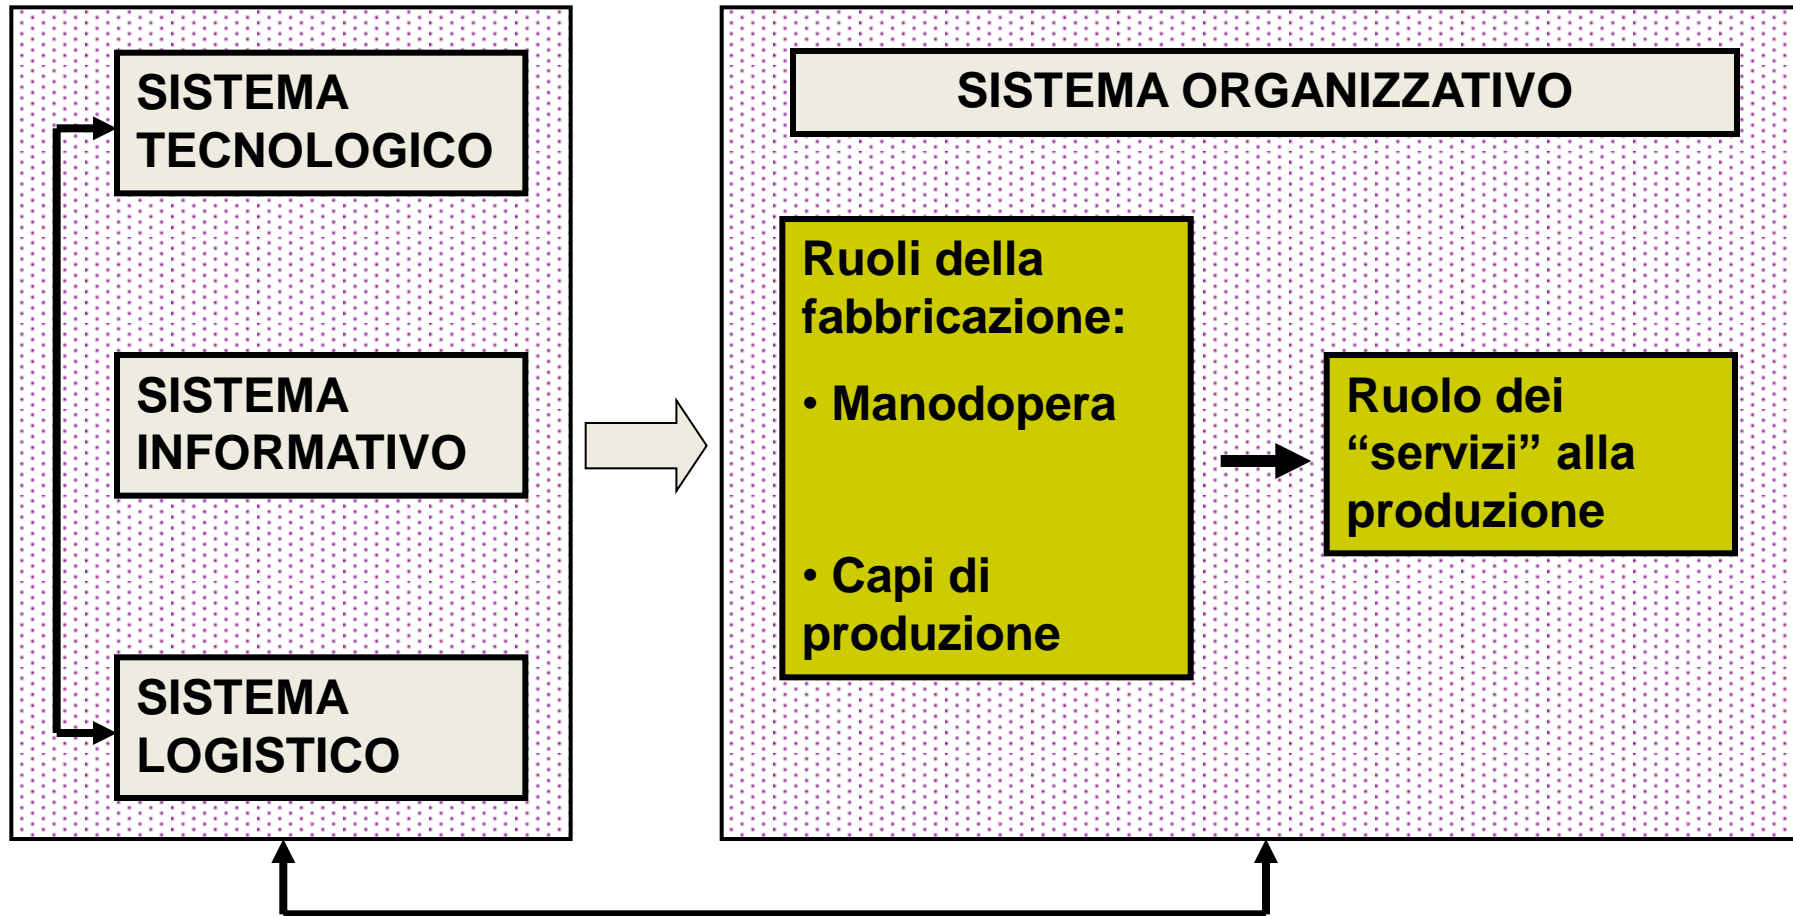 SISTEMA
TECNOLOGICO
SISTEMA
INFORMATIVO
SISTEMA
LOGISTICO
SISTEMA ORGANIZZATIVO
Ruoli della
fabbricazione:
• Manodopera
• Capi di
produzione
Ruolo dei
“servizi” alla
produzione